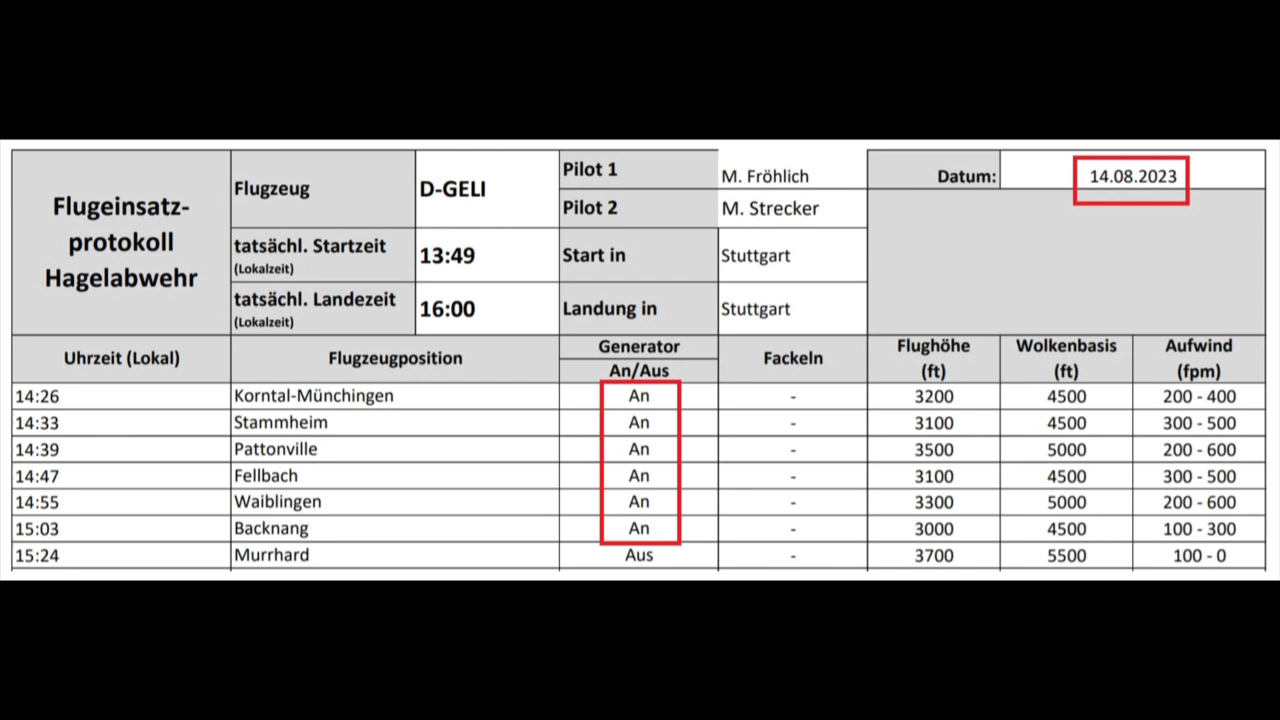 Flugeinsatz-
protokoll
Hagelabwehr
Flugzeug
D-GELI
Pilot 1
M. Fröhlich
Datum:
14.08.2023
Pilot 2
M. Strecker
tatsächl. Startzeit
(Lokalzeit)
13:49
Start in
Stuttgart
tatsächl. Landezeit
(Lokalzeit)
16:00
Landung in
Stuttgart
Uhrzeit (Lokal) Flugzeugposition Generator An/Aus Fackeln Flughöhe (ft) Wolkenbasis (ft) Aufwind (fpm)
14:26 Korntal-Münchingen An - 3200 4500 200 - 400
14:33 Stammheim An - 3100 4500 300 - 500
14:39 Pattonville An - 3500 5000 200 - 600
14:47 Fellbach An - 3100 4500 300 - 500
14:55 Waiblingen An - 3300 5000 200 - 600
15:03 Backnang An - 3000 4500 100 - 300
15:24 Murrhard Aus - 3700 5500 100 - 0